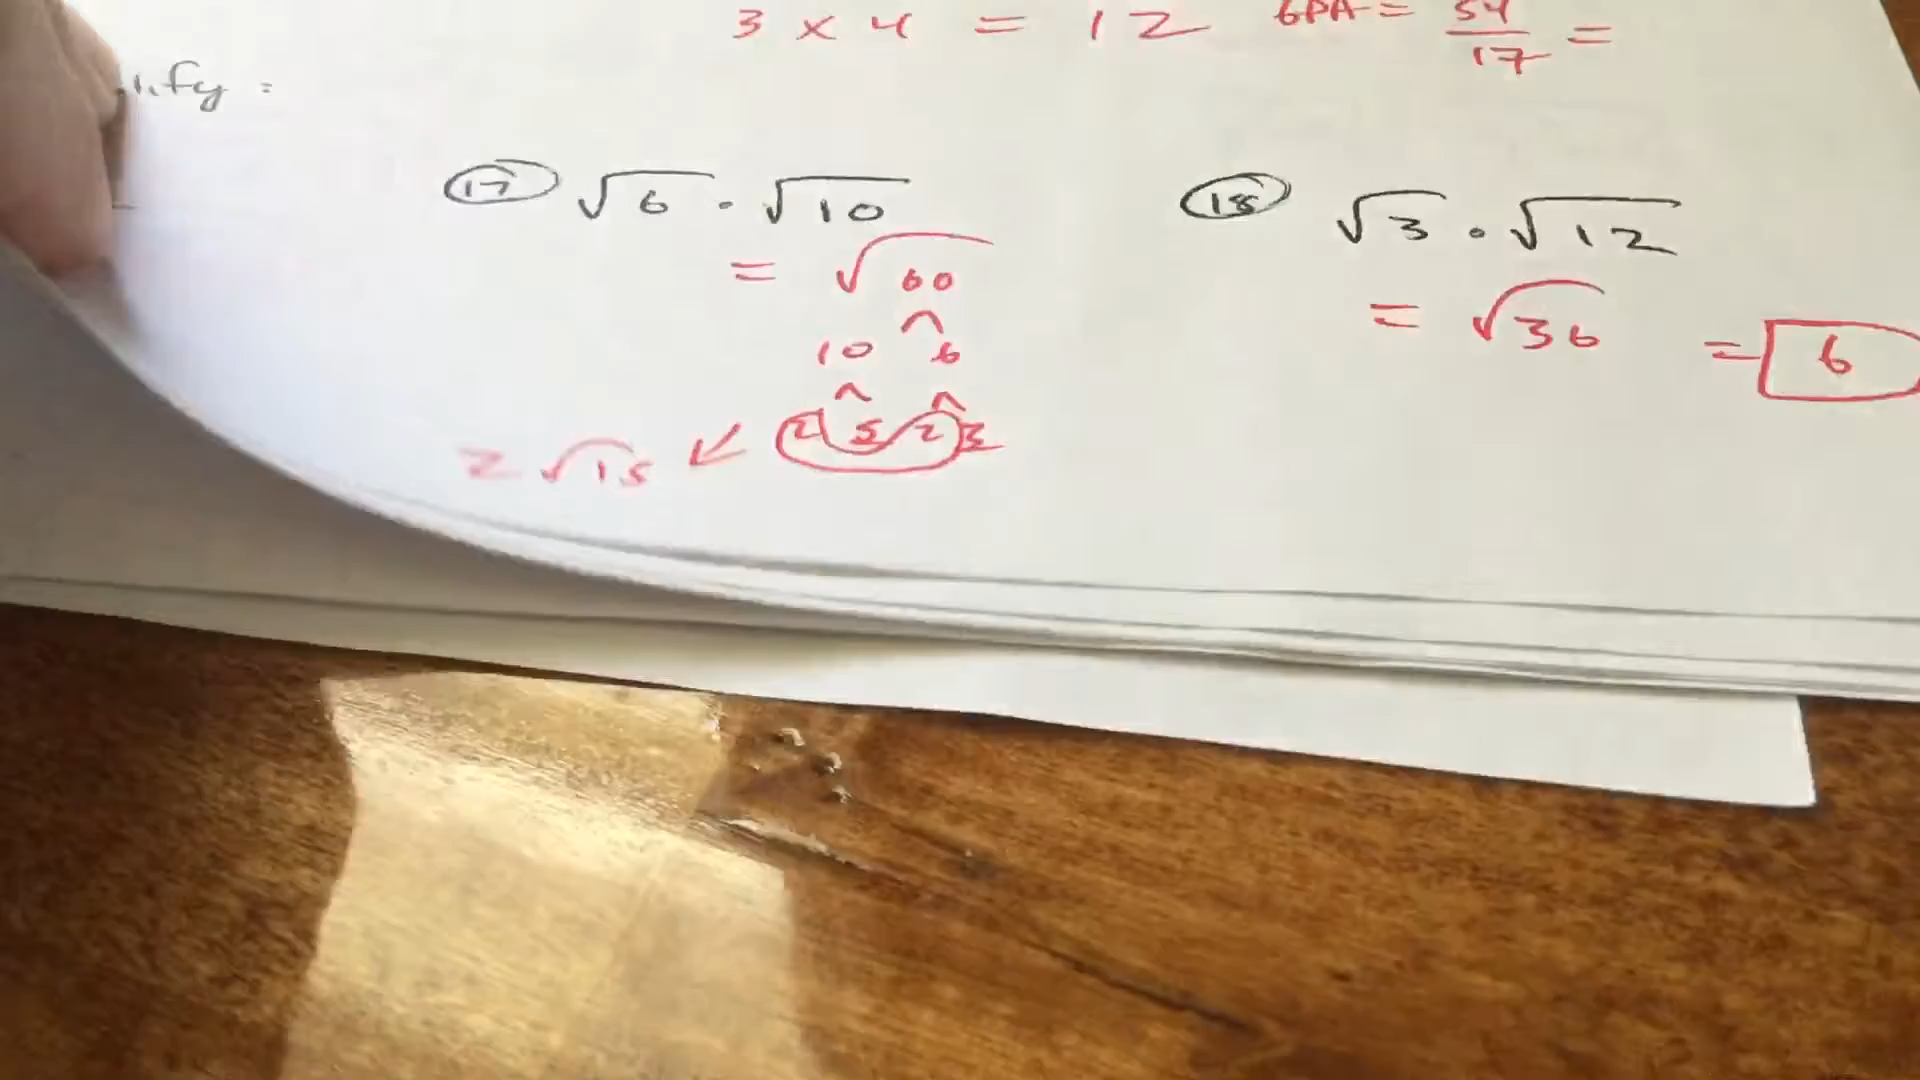 3 x 4 = 12 GPA = 54/17 =
lify :
17 √6 · √10
= √60
10 6
2 5 2 3
2 √15 ↙
18 √3 · √12
= √36 = 6